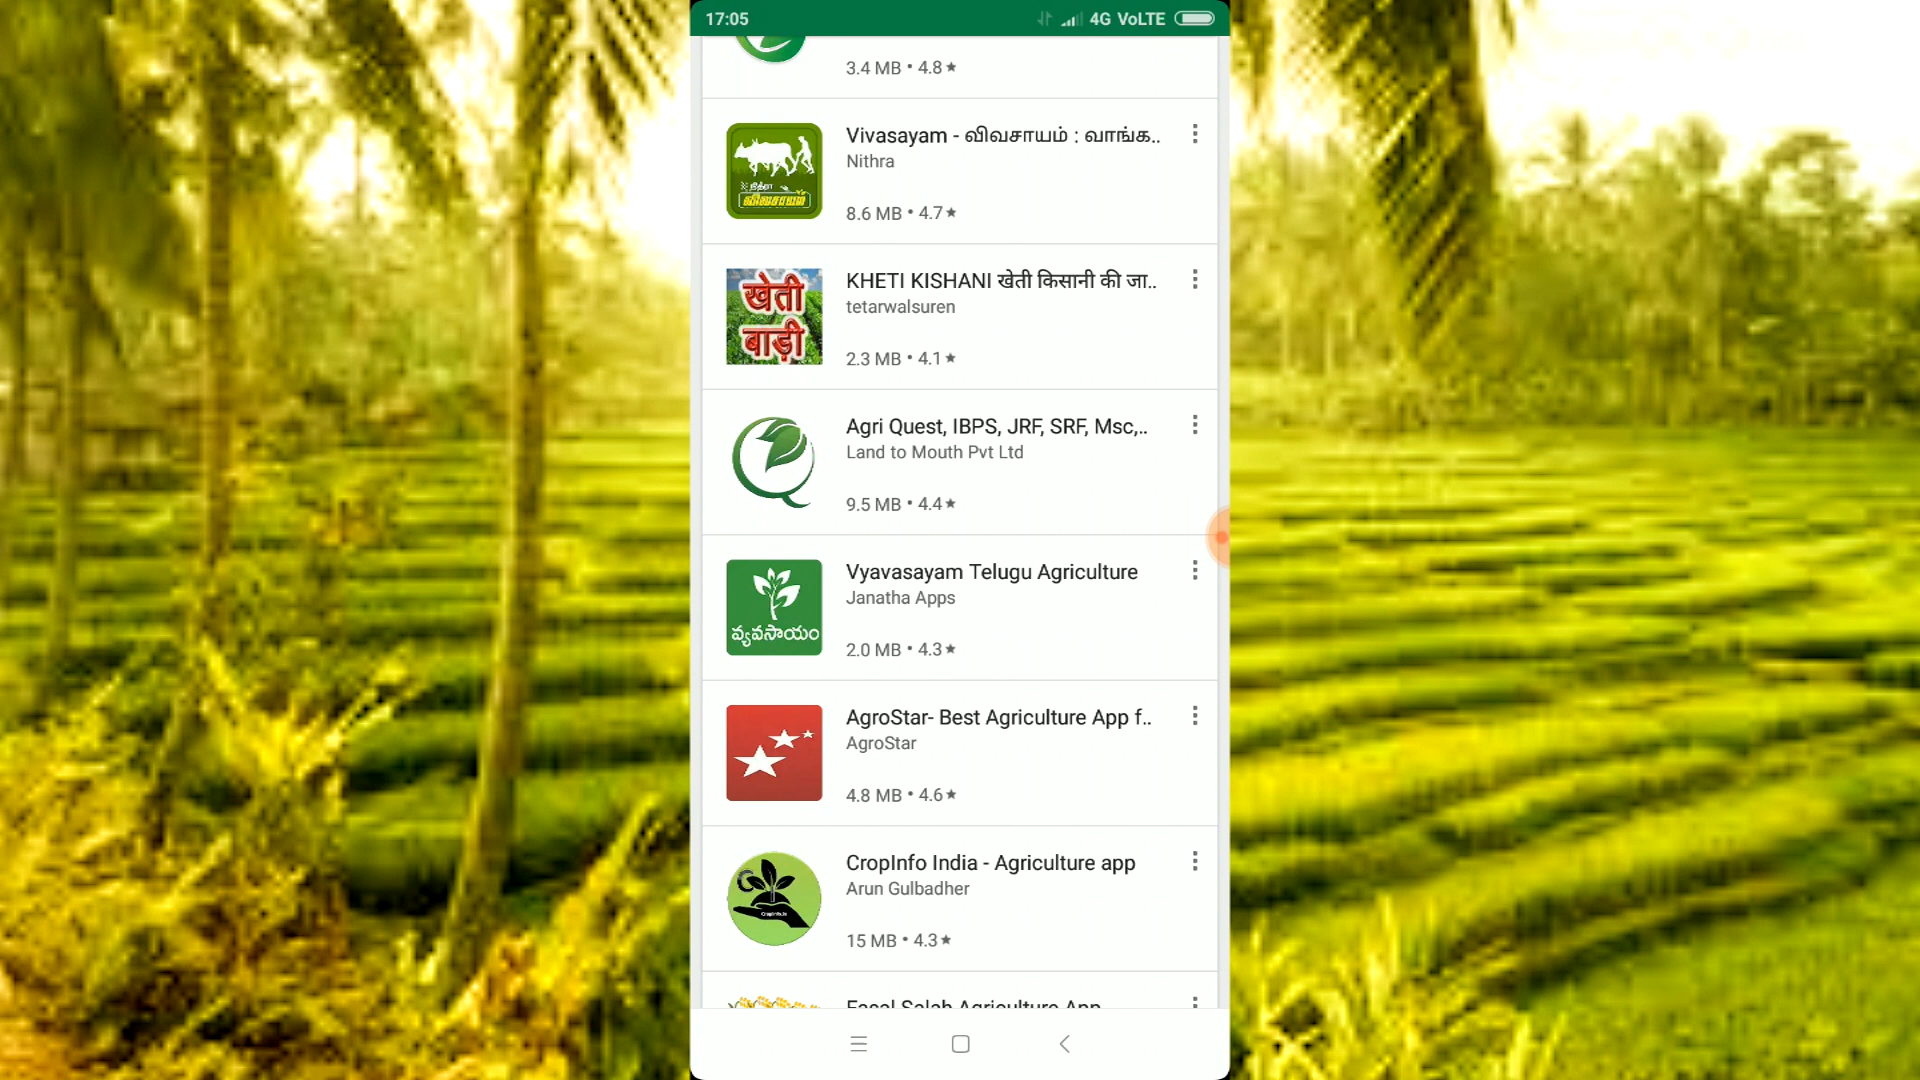 17:05
4G VoLTE
3.4 MB • 4.8★
Vivasayam - விவசாயம் : வாங்க..
Nithra
நித்ரா
விவசாயம்
8.6 MB • 4.7★
KHETI KISHANI खेती किसानी की जा..
tetarwalsuren
खेती
बाड़ी
2.3 MB • 4.1★
Agri Quest, IBPS, JRF, SRF, Msc,..
Land to Mouth Pvt Ltd
9.5 MB • 4.4★
Vyavasayam Telugu Agriculture
Janatha Apps
వ్యవసాయం
2.0 MB • 4.3★
AgroStar- Best Agriculture App f..
AgroStar
4.8 MB • 4.6★
CropInfo India - Agriculture app
Arun Gulbadher
15 MB • 4.3★
Fasal Salah Agriculture App